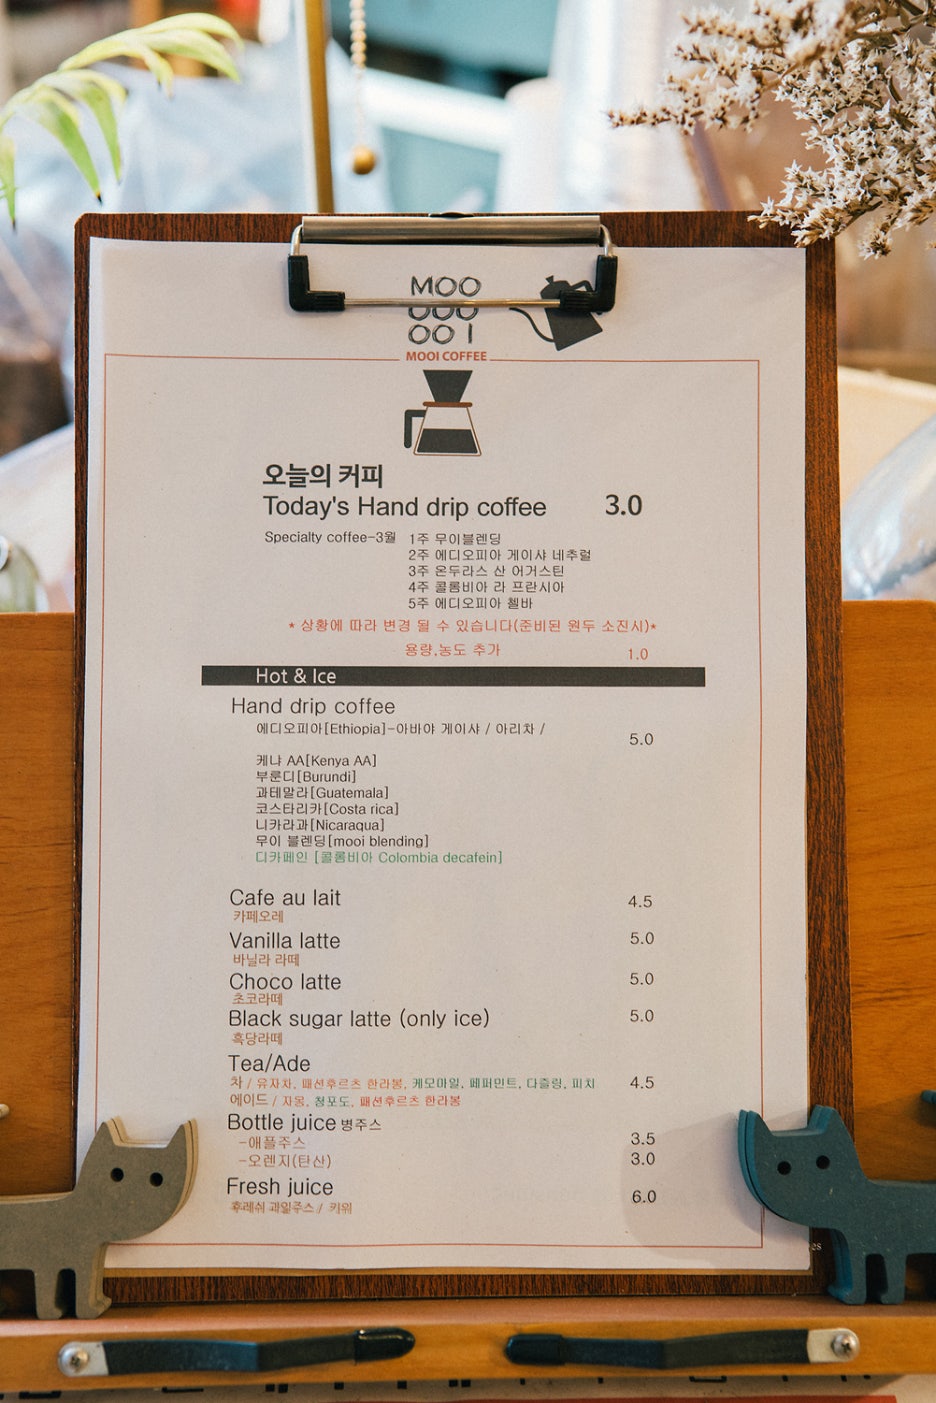 MOO
OOO
OO I
MOOI COFFEE
오늘의 커피
Today's Hand drip coffee 3.0
Specialty coffee-3월 1주 무이블렌딩
2주 에디오피아 게이샤 네추럴
3주 온두라스 산 어거스틴
4주 콜롬비아 라 프란시아
5주 에디오피아 첼바
* 상황에 따라 변경 될 수 있습니다(준비된 원두 소진시)*
용량,농도 추가 1.0
Hot & Ice
Hand drip coffee
에디오피아[Ethiopia]-아바야 게이샤 / 아리차 /
5.0
케냐 AA[Kenya AA]
부룬디[Burundi]
과테말라[Guatemala]
코스타리카[Costa rica]
니카라과[Nicaraqua]
무이 블렌딩[mooi blending]
디카페인 [콜롬비아 Colombia decafein]
Cafe au lait 4.5
카페오레
Vanilla latte 5.0
바닐라 라떼
Choco latte 5.0
초코라떼
Black sugar latte (only ice) 5.0
흑당라떼
Tea/Ade
차 / 유자차, 패션후르츠 한라봉, 케모마일, 페퍼민트, 다즐링, 피치 4.5
에이드 / 자몽, 청포도, 패션후르츠 한라봉
Bottle juice 병주스
-애플주스 3.5
-오렌지(탄산) 3.0
Fresh juice 6.0
후레쉬 과일주스 / 키위